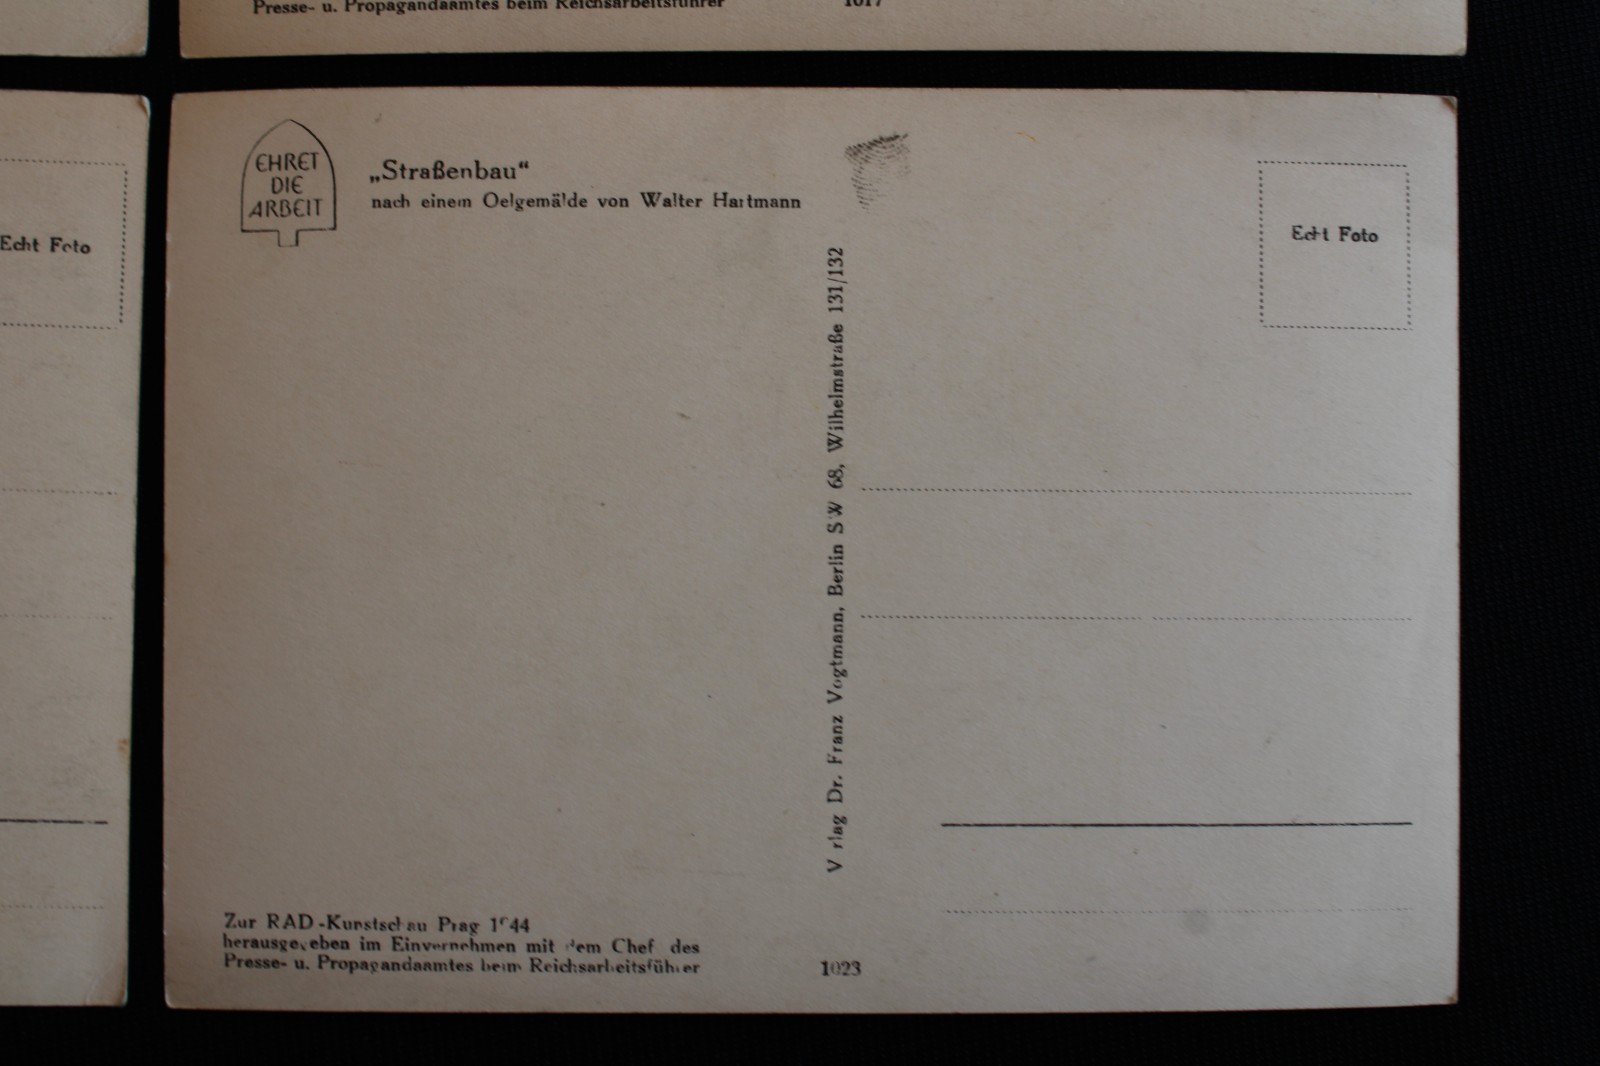 Presse- u. Propagandaamtes beim Reichsarbeitsführer 1017
Echt Foto
EHRET
DIE
ARBEIT
„Straßenbau“
nach einem Oelgemälde von Walter Hartmann
Echt Foto
Verlag Dr. Franz Vogtmann, Berlin SW 68, Wilhelmstraße 131/132
Zur RAD-Kunstschau Prag 1944
herausgegeben im Einvernehmen mit dem Chef des
Presse- u. Propagandaamtes beim Reichsarbeitsführer 1023